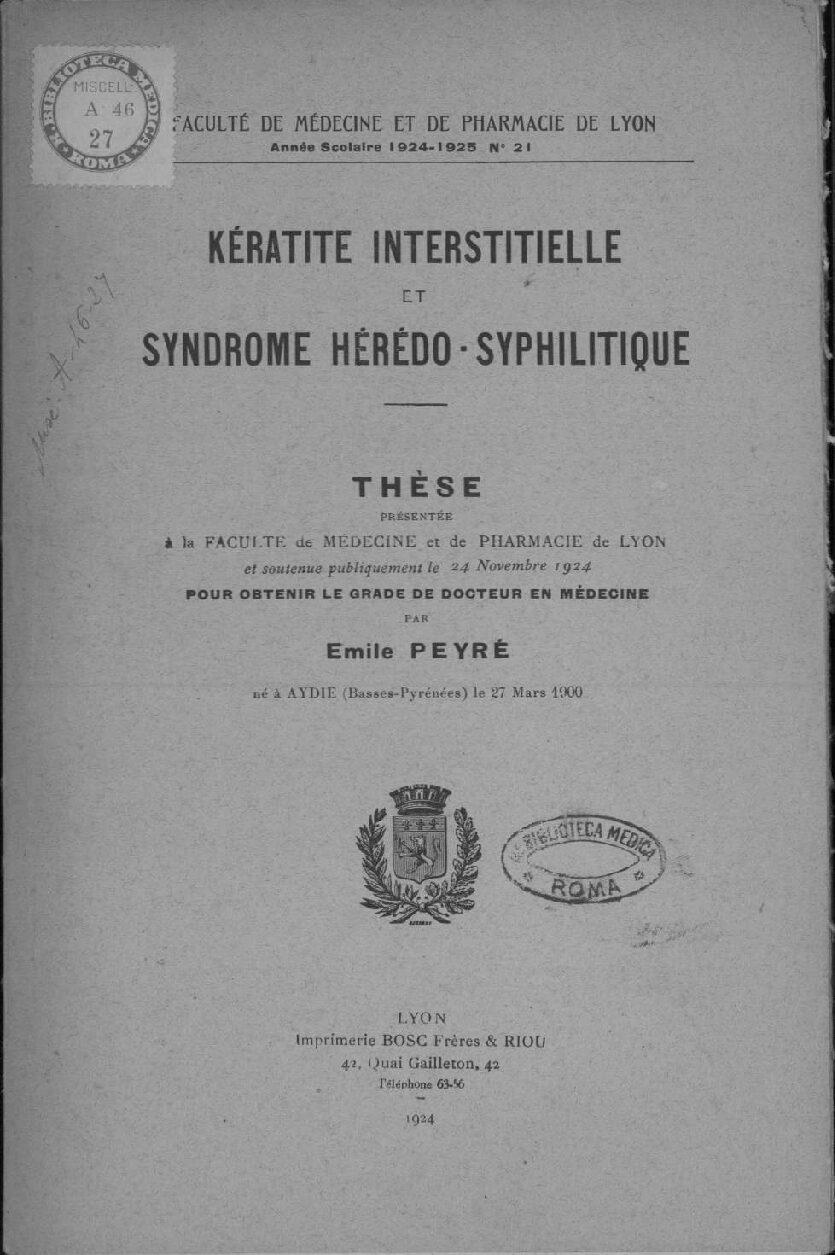 BIBLIOTECA MEDICA
MISCELL.
A 46
27
ROMA
FACULTÉ DE MÉDECINE ET DE PHARMACIE DE LYON
Année Scolaire 1924-1925 N° 21
KÉRATITE INTERSTITIELLE
ET
SYNDROME HÉRÉDO-SYPHILITIQUE
A-46-27
THÈSE
PRÉSENTÉE
à la FACULTE de MEDECINE et de PHARMACIE de LYON
et soutenue publiquement le 24 Novembre 1924
POUR OBTENIR LE GRADE DE DOCTEUR EN MÉDECINE
PAR
Emile PEYRÉ
né à AYDIE (Basses-Pyrénées) le 27 Mars 1900
BIBLIOTECA MEDICA
ROMA
LYON
Imprimerie BOSC Frères & RIOU
42, Quai Gailleton, 42
Téléphone 63-56
1924